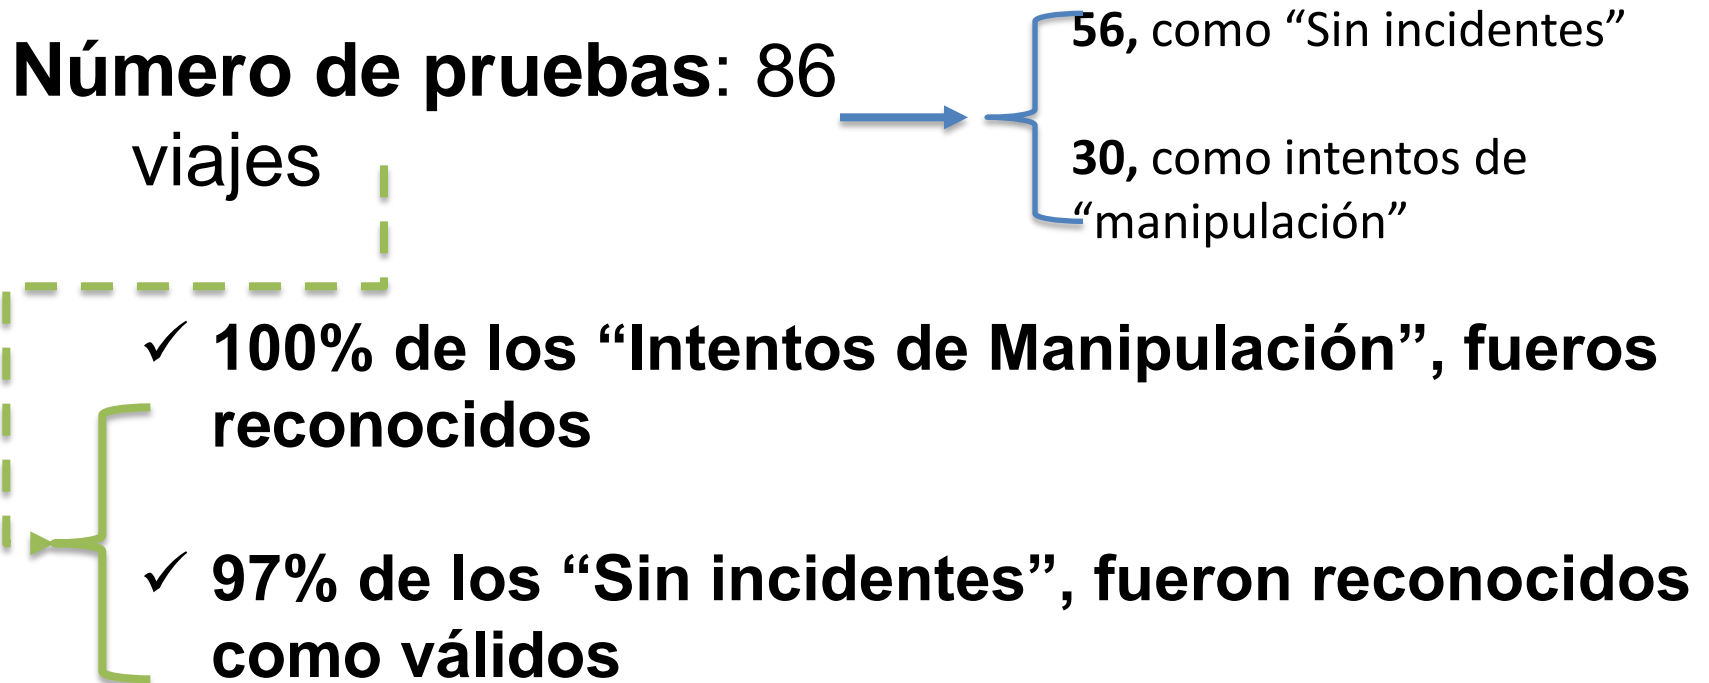 Número de pruebas: 86
viajes
56, como “Sin incidentes”
30, como intentos de
“manipulación”
✓ 100% de los “Intentos de Manipulación”, fueros
reconocidos
✓ 97% de los “Sin incidentes”, fueron reconocidos
como válidos